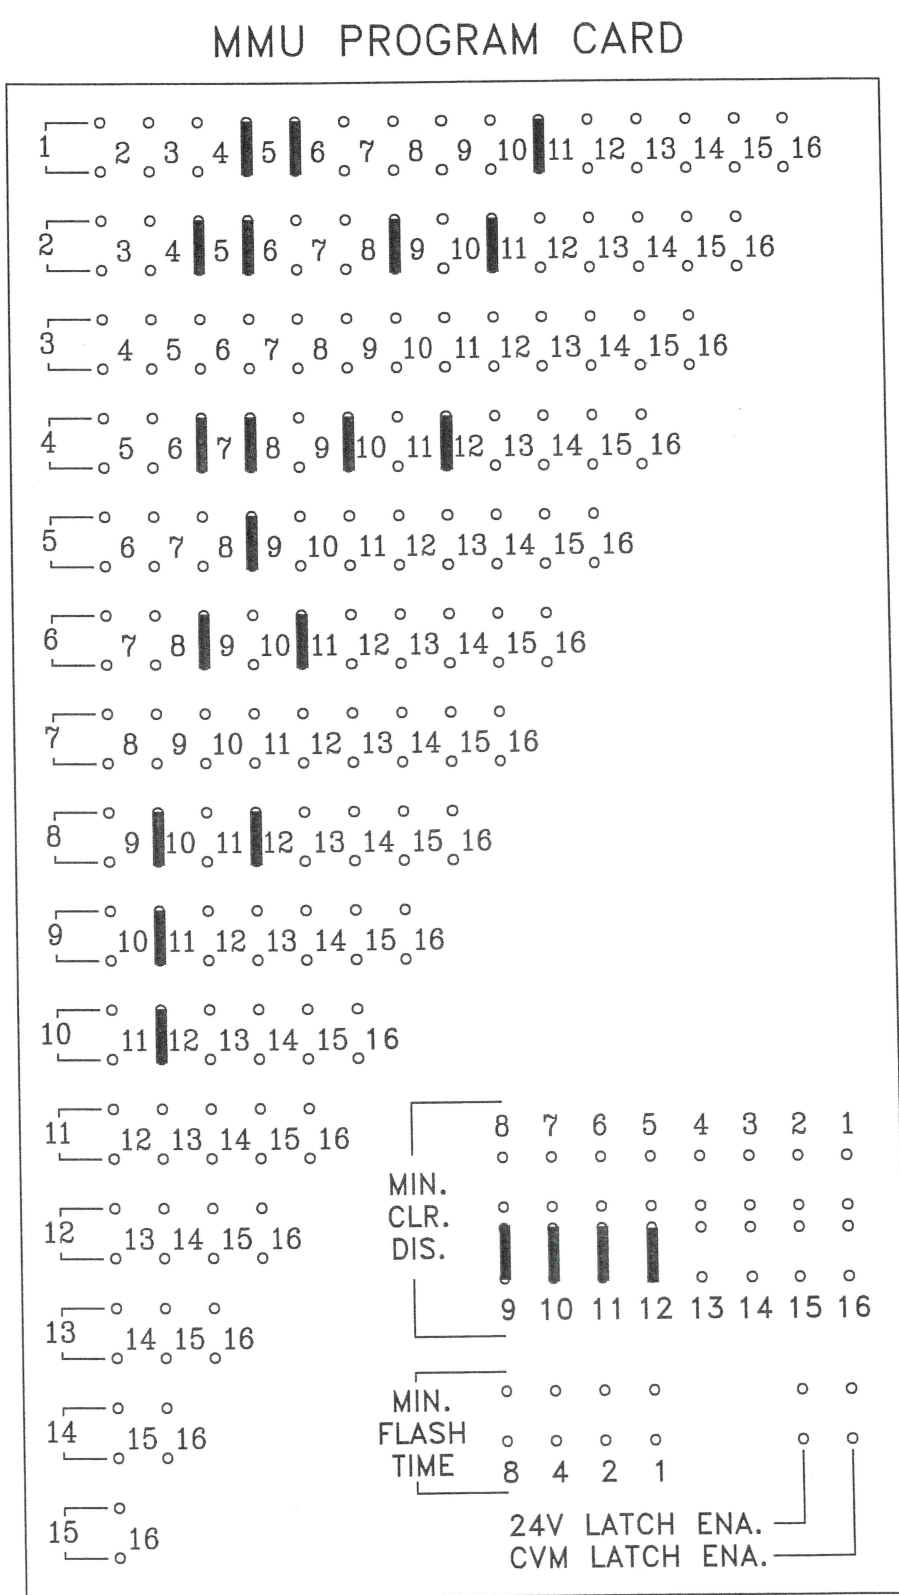 MMU PROGRAM CARD
1 2 3 4 5 6 7 8 9 10 11 12 13 14 15 16
2 3 4 5 6 7 8 9 10 11 12 13 14 15 16
3 4 5 6 7 8 9 10 11 12 13 14 15 16
4 5 6 7 8 9 10 11 12 13 14 15 16
5 6 7 8 9 10 11 12 13 14 15 16
6 7 8 9 10 11 12 13 14 15 16
7 8 9 10 11 12 13 14 15 16
8 9 10 11 12 13 14 15 16
9 10 11 12 13 14 15 16
10 11 12 13 14 15 16
11 12 13 14 15 16
12 13 14 15 16
13 14 15 16
14 15 16
15 16
8 7 6 5 4 3 2 1
MIN.
CLR.
DIS.
9 10 11 12 13 14 15 16
MIN.
FLASH
TIME
8 4 2 1
24V LATCH ENA.
CVM LATCH ENA.